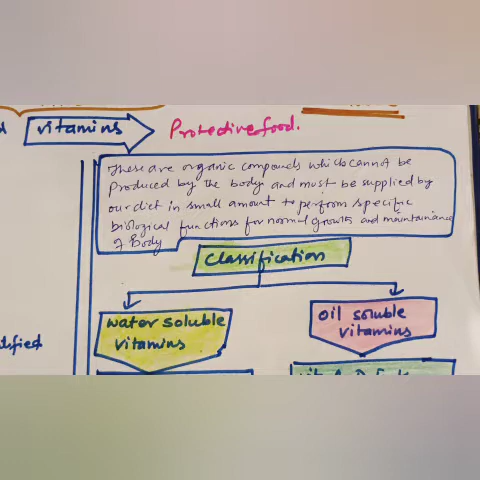 vitamins
Protective food.
These are organic compounds which cannot be
produced by the body and must be supplied by
our diet in small amount to perform specific
biological functions for normal growth and maintainance
of Body
Classification
water soluble
vitamins
oil soluble
vitamins